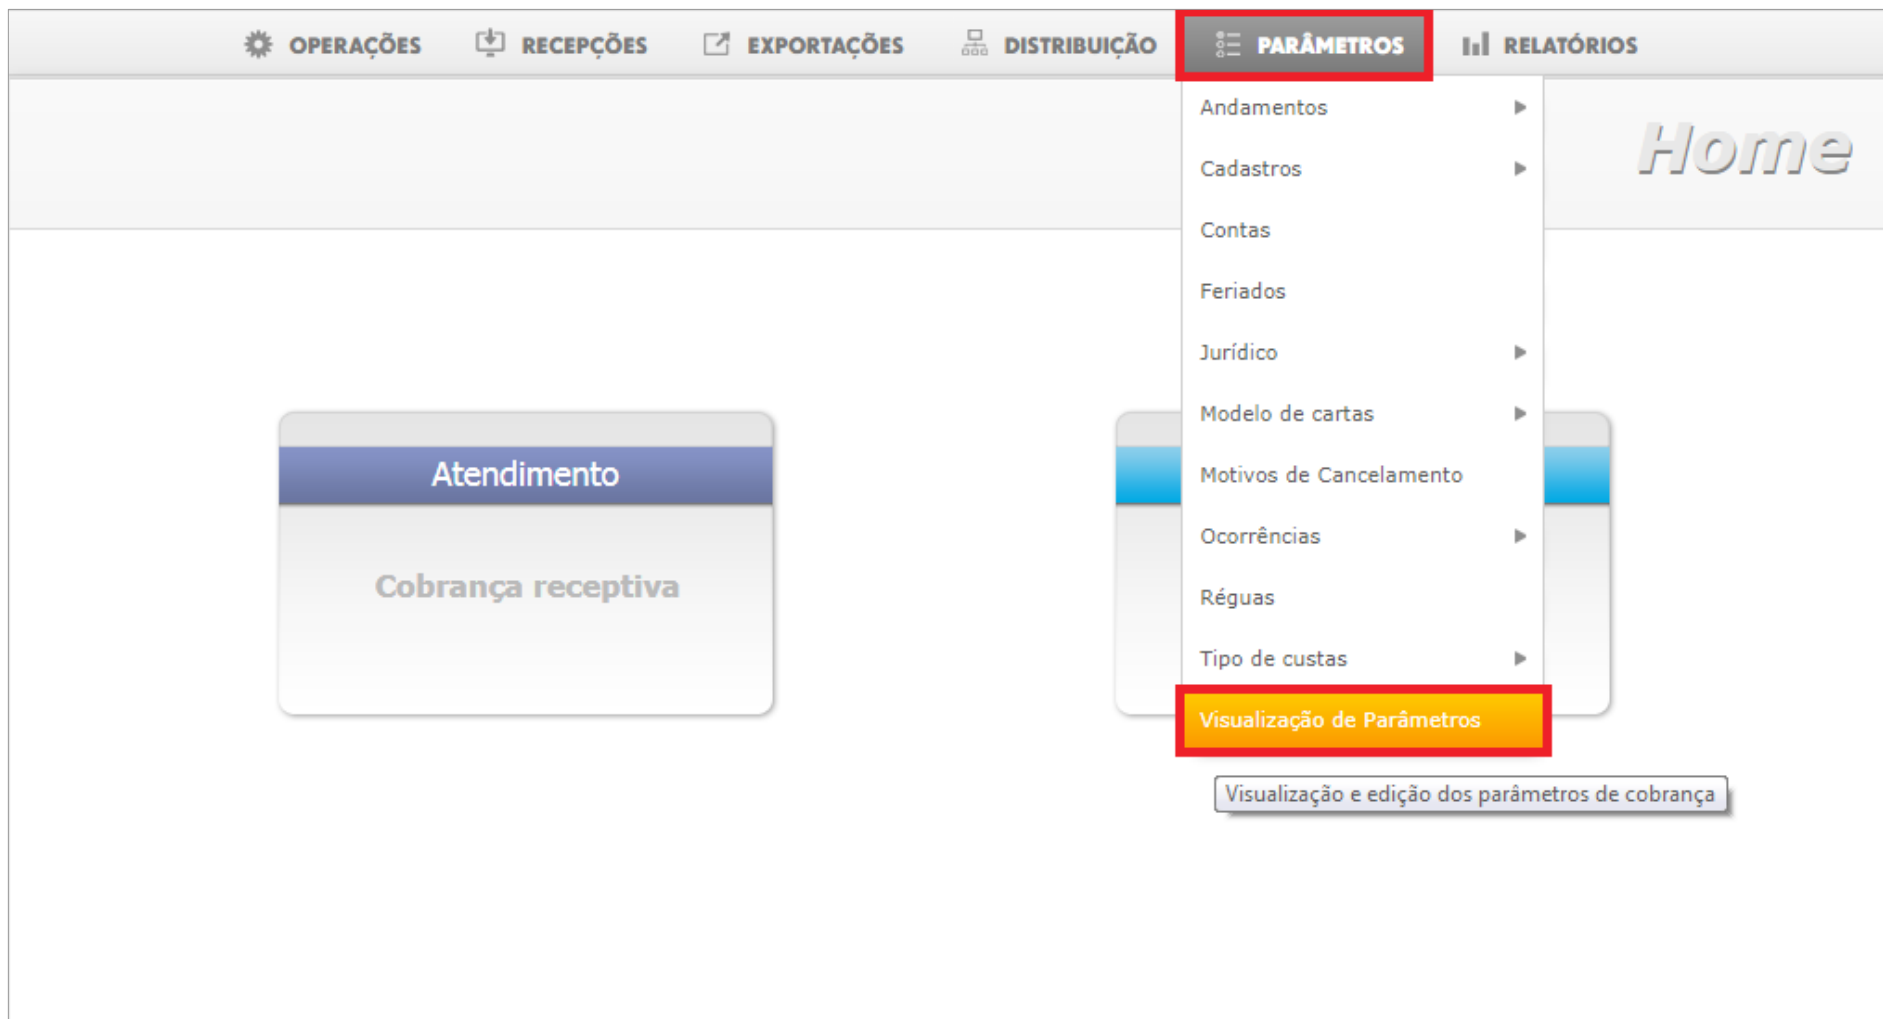 OPERAÇÕES RECEPÇÕES EXPORTAÇÕES DISTRIBUIÇÃO PARÂMETROS RELATÓRIOS
Home
Andamentos
Cadastros
Contas
Feriados
Jurídico
Modelo de cartas
Motivos de Cancelamento
Ocorrências
Réguas
Tipo de custas
Visualização de Parâmetros
Visualização e edição dos parâmetros de cobrança
Atendimento
Cobrança receptiva